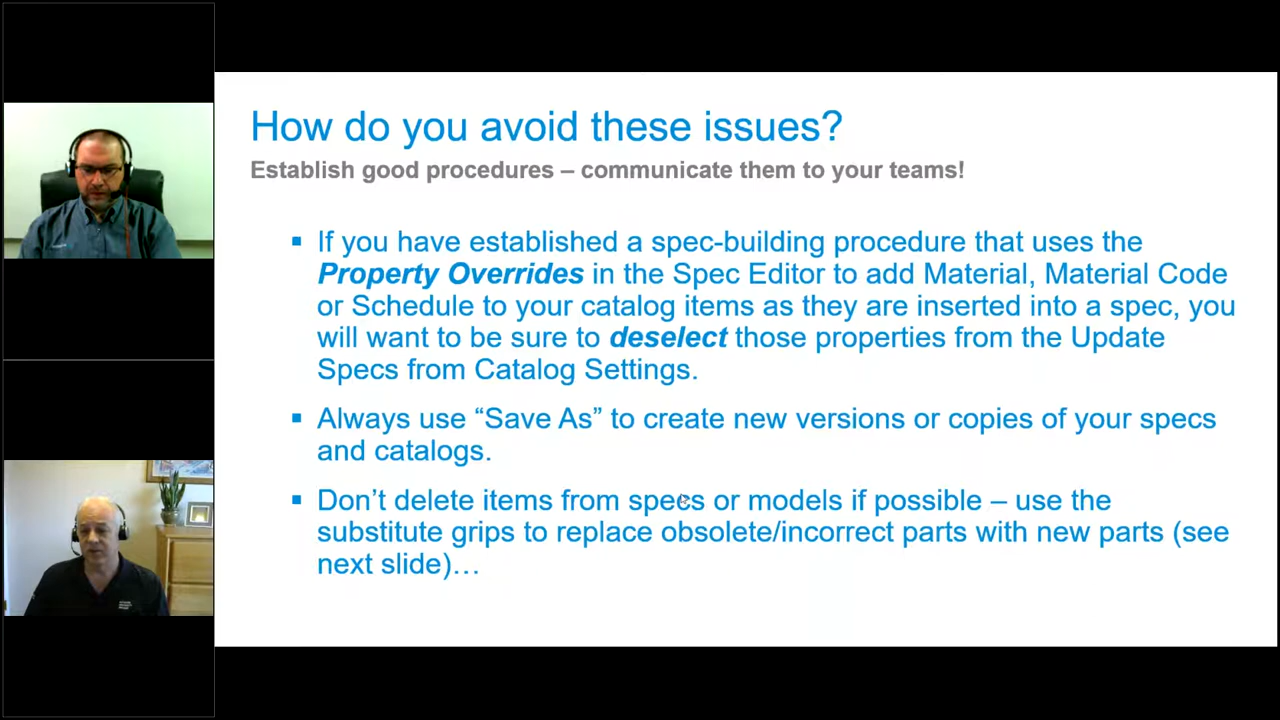 How do you avoid these issues?
Establish good procedures – communicate them to your teams!
▪ If you have established a spec-building procedure that uses the
Property Overrides in the Spec Editor to add Material, Material Code
or Schedule to your catalog items as they are inserted into a spec, you
will want to be sure to deselect those properties from the Update
Specs from Catalog Settings.
▪ Always use “Save As” to create new versions or copies of your specs
and catalogs.
▪ Don’t delete items from specs or models if possible – use the
substitute grips to replace obsolete/incorrect parts with new parts (see
next slide)…